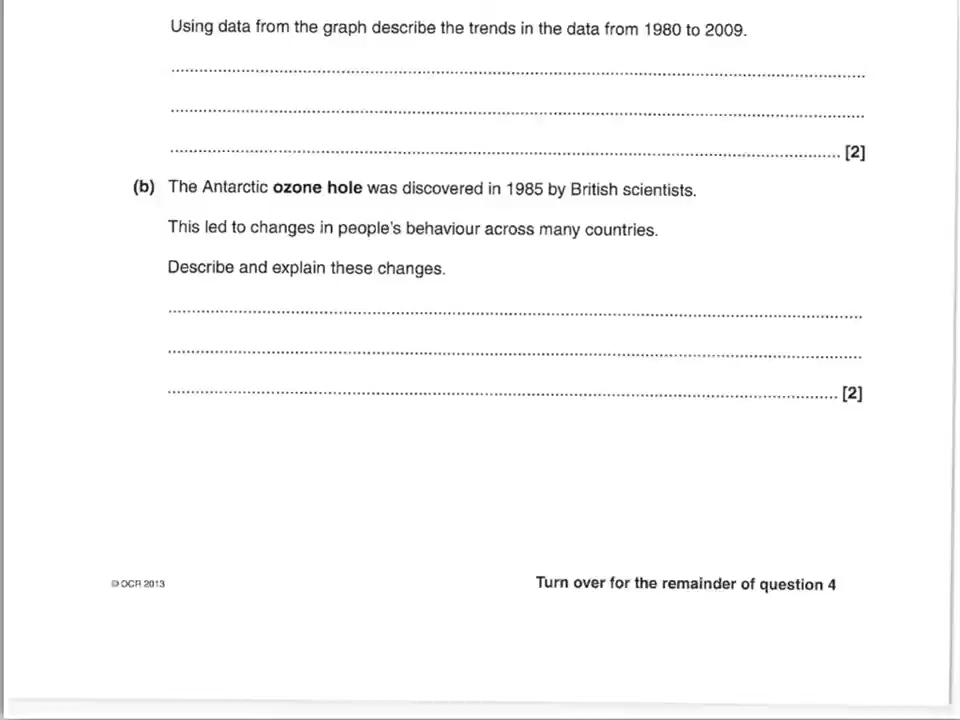 Using data from the graph describe the trends in the data from 1980 to 2009.
[2]
(b) The Antarctic ozone hole was discovered in 1985 by British scientists.
This led to changes in people's behaviour across many countries.
Describe and explain these changes.
[2]
© OCR 2013
Turn over for the remainder of question 4